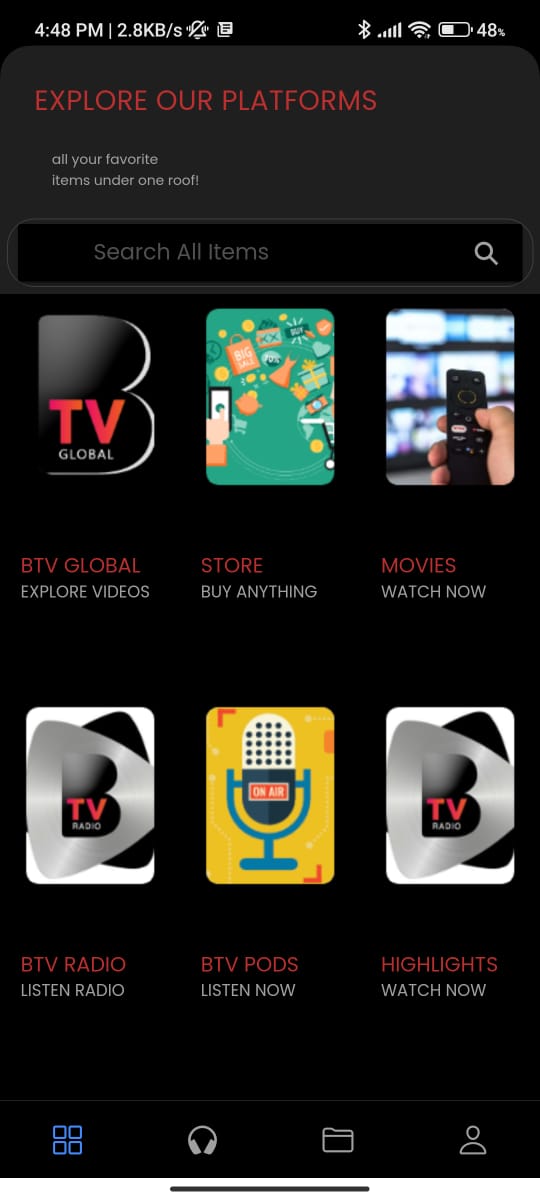 4:48 PM | 2.8KB/s
48%
EXPLORE OUR PLATFORMS
all your favorite
items under one roof!
Search All Items
TV
GLOBAL
BIG
SALE
70%
BUY
BTV GLOBAL
STORE
MOVIES
EXPLORE VIDEOS
BUY ANYTHING
WATCH NOW
TV
RADIO
ON AIR
TV
RADIO
BTV RADIO
BTV PODS
HIGHLIGHTS
LISTEN RADIO
LISTEN NOW
WATCH NOW